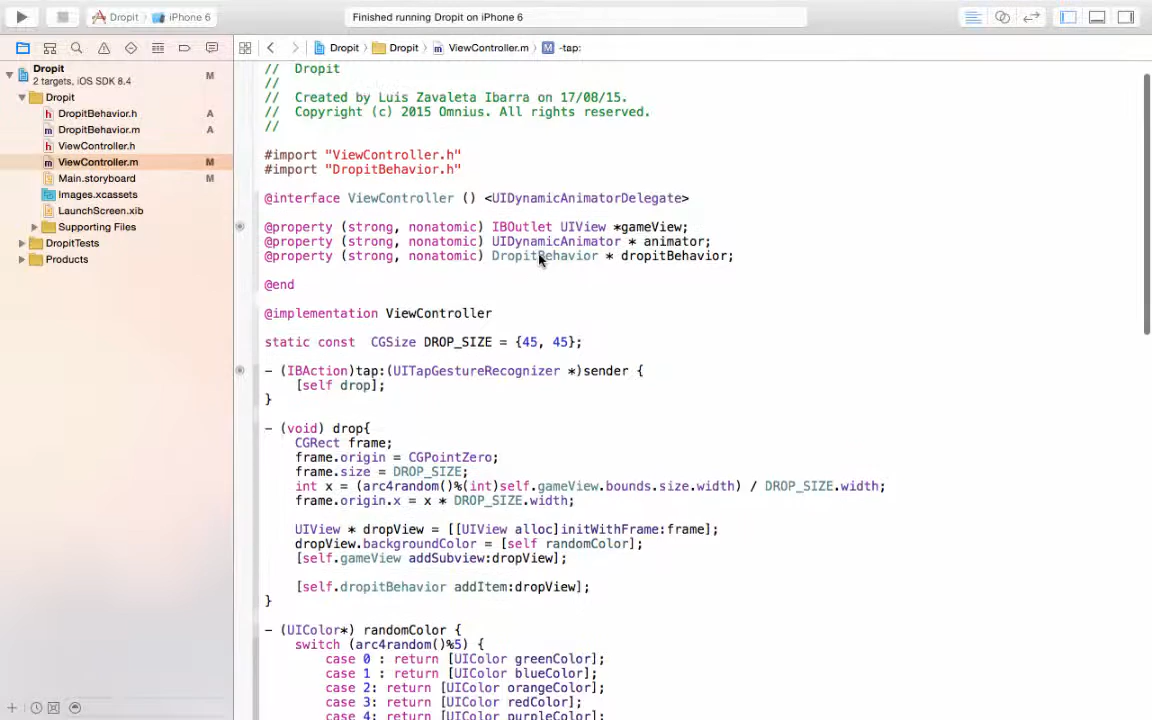 Dropit iPhone 6
Finished running Dropit on iPhone 6
Dropit Dropit ViewController.m M -tap:
Dropit M
2 targets, iOS SDK 8.4
Dropit
h DropitBehavior.h A
m DropitBehavior.m A
h ViewController.h
m ViewController.m M
Main.storyboard M
Images.xcassets
LaunchScreen.xib
Supporting Files
DropitTests
Products
//  Dropit
//
//  Created by Luis Zavaleta Ibarra on 17/08/15.
//  Copyright (c) 2015 Omnius. All rights reserved.
//
#import "ViewController.h"
#import "DropitBehavior.h"
@interface ViewController () <UIDynamicAnimatorDelegate>
@property (strong, nonatomic) IBOutlet UIView *gameView;
@property (strong, nonatomic) UIDynamicAnimator * animator;
@property (strong, nonatomic) DropitBehavior * dropitBehavior;
@end
@implementation ViewController
static const  CGSize DROP_SIZE = {45, 45};
- (IBAction)tap:(UITapGestureRecognizer *)sender {
    [self drop];
}
- (void) drop{
    CGRect frame;
    frame.origin = CGPointZero;
    frame.size = DROP_SIZE;
    int x = (arc4random()%(int)self.gameView.bounds.size.width) / DROP_SIZE.width;
    frame.origin.x = x * DROP_SIZE.width;
    UIView * dropView = [[UIView alloc]initWithFrame:frame];
    dropView.backgroundColor = [self randomColor];
    [self.gameView addSubview:dropView];
    [self.dropitBehavior addItem:dropView];
}
- (UIColor*) randomColor {
    switch (arc4random()%5) {
        case 0 : return [UIColor greenColor];
        case 1 : return [UIColor blueColor];
        case 2: return [UIColor orangeColor];
        case 3: return [UIColor redColor];
        case 4: return [UIColor purpleColor];